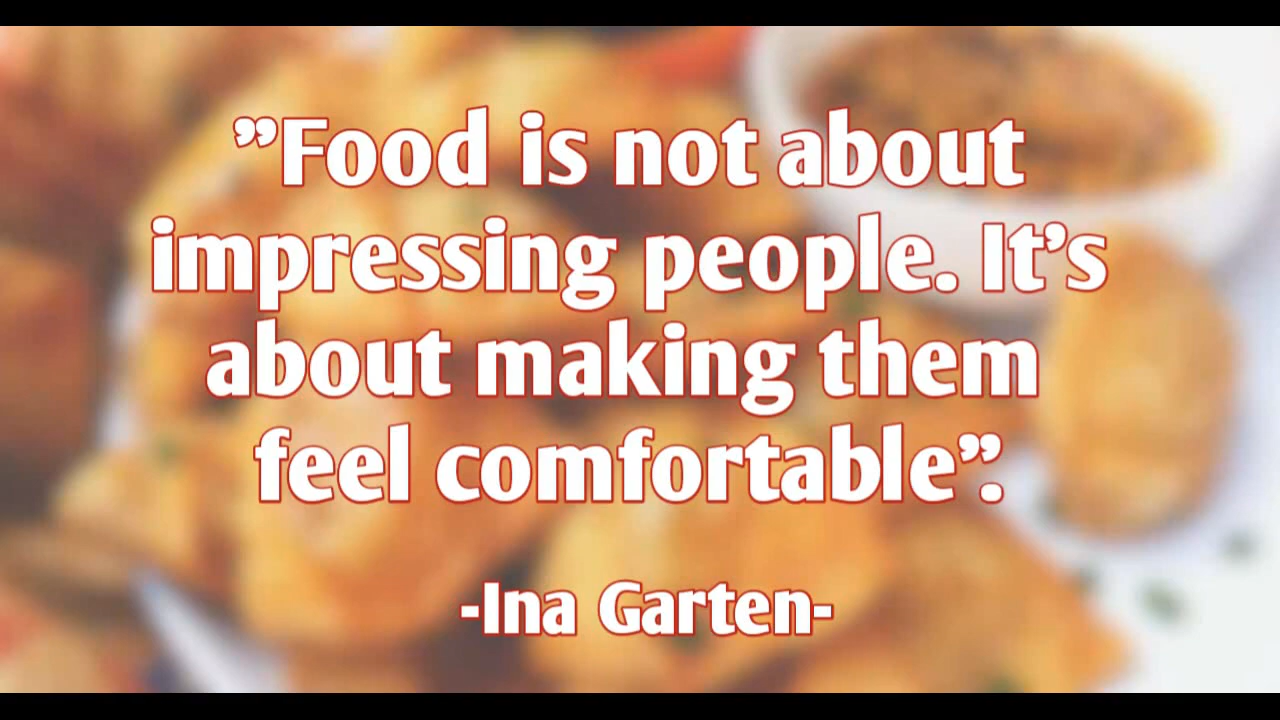 ”Food is not about
impressing people. It’s
about making them
feel comfortable”.
-Ina Garten-